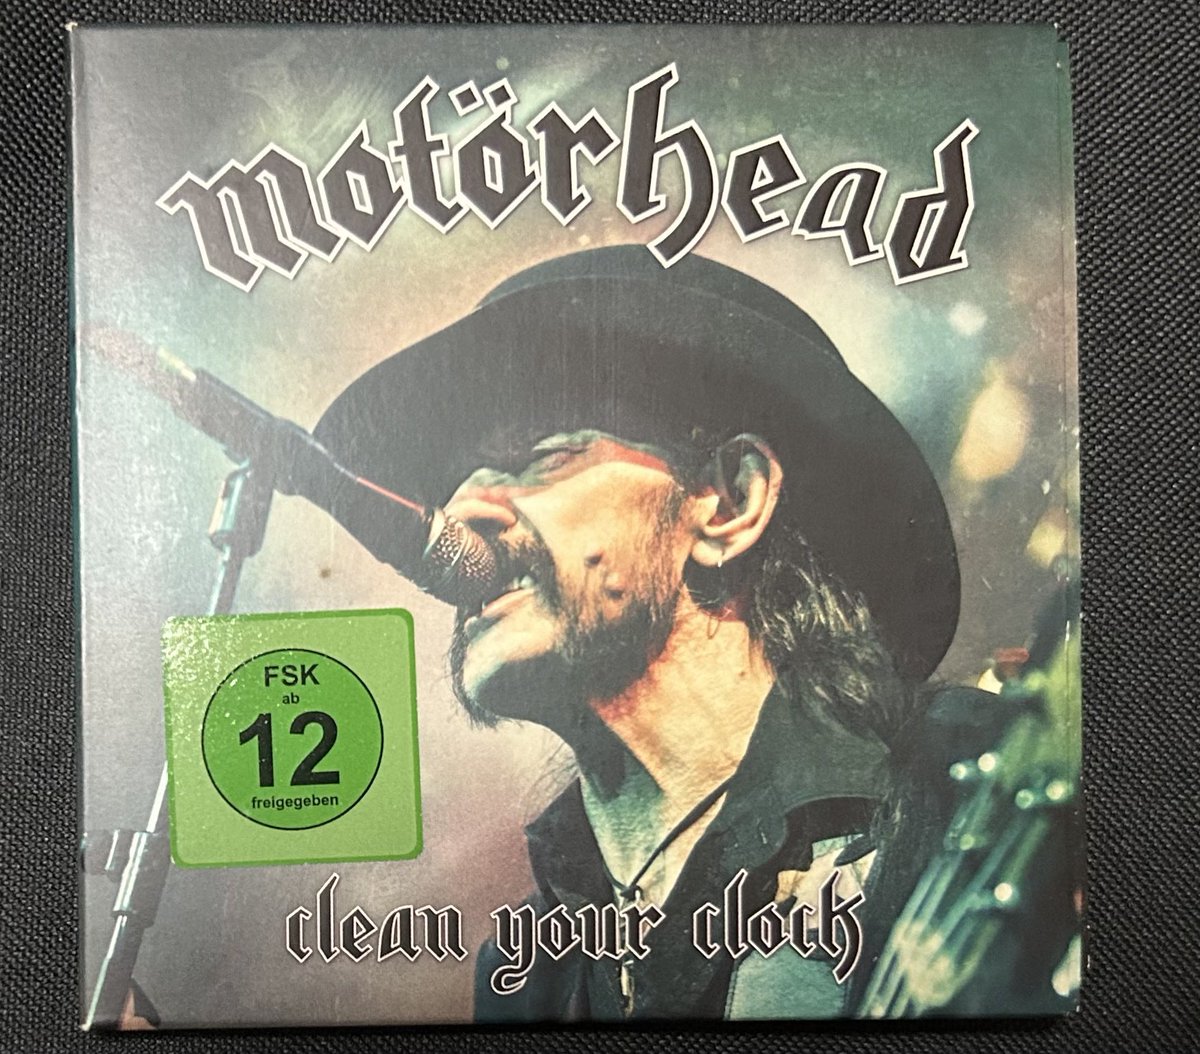 motörhead
FSK
ab
12
freigegeben
clean your clock